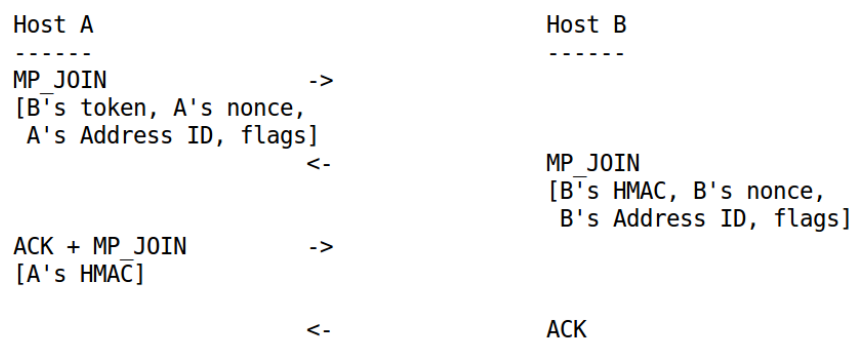 Host A                                  Host B
------                                  ------
MP_JOIN               ->
[B's token, A's nonce,
 A's Address ID, flags]
                      <-                MP_JOIN
                                        [B's HMAC, B's nonce,
                                         B's Address ID, flags]
ACK + MP_JOIN         ->
[A's HMAC]
                      <-                ACK